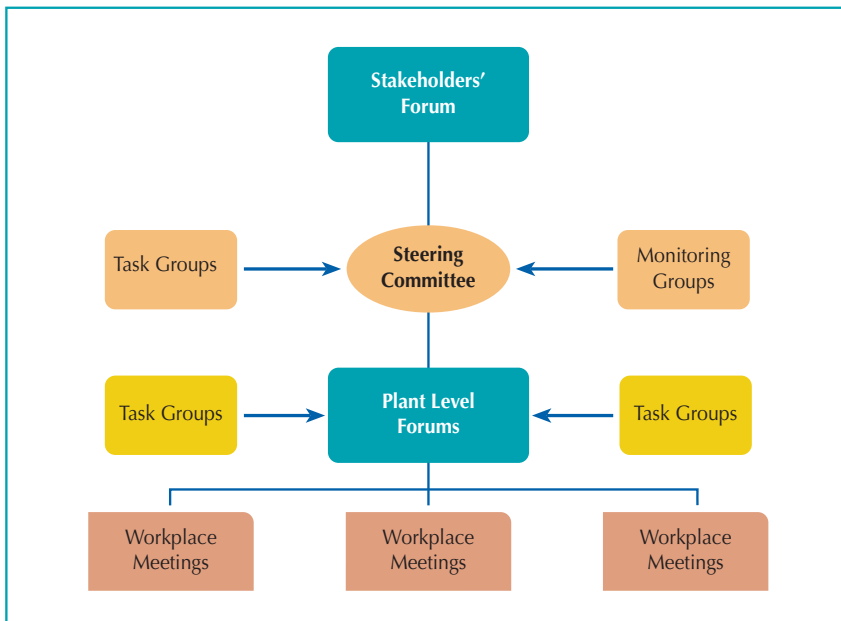 Stakeholders’
Forum
Task Groups
Steering
Committee
Monitoring
Groups
Task Groups
Plant Level
Forums
Task Groups
Workplace
Meetings
Workplace
Meetings
Workplace
Meetings